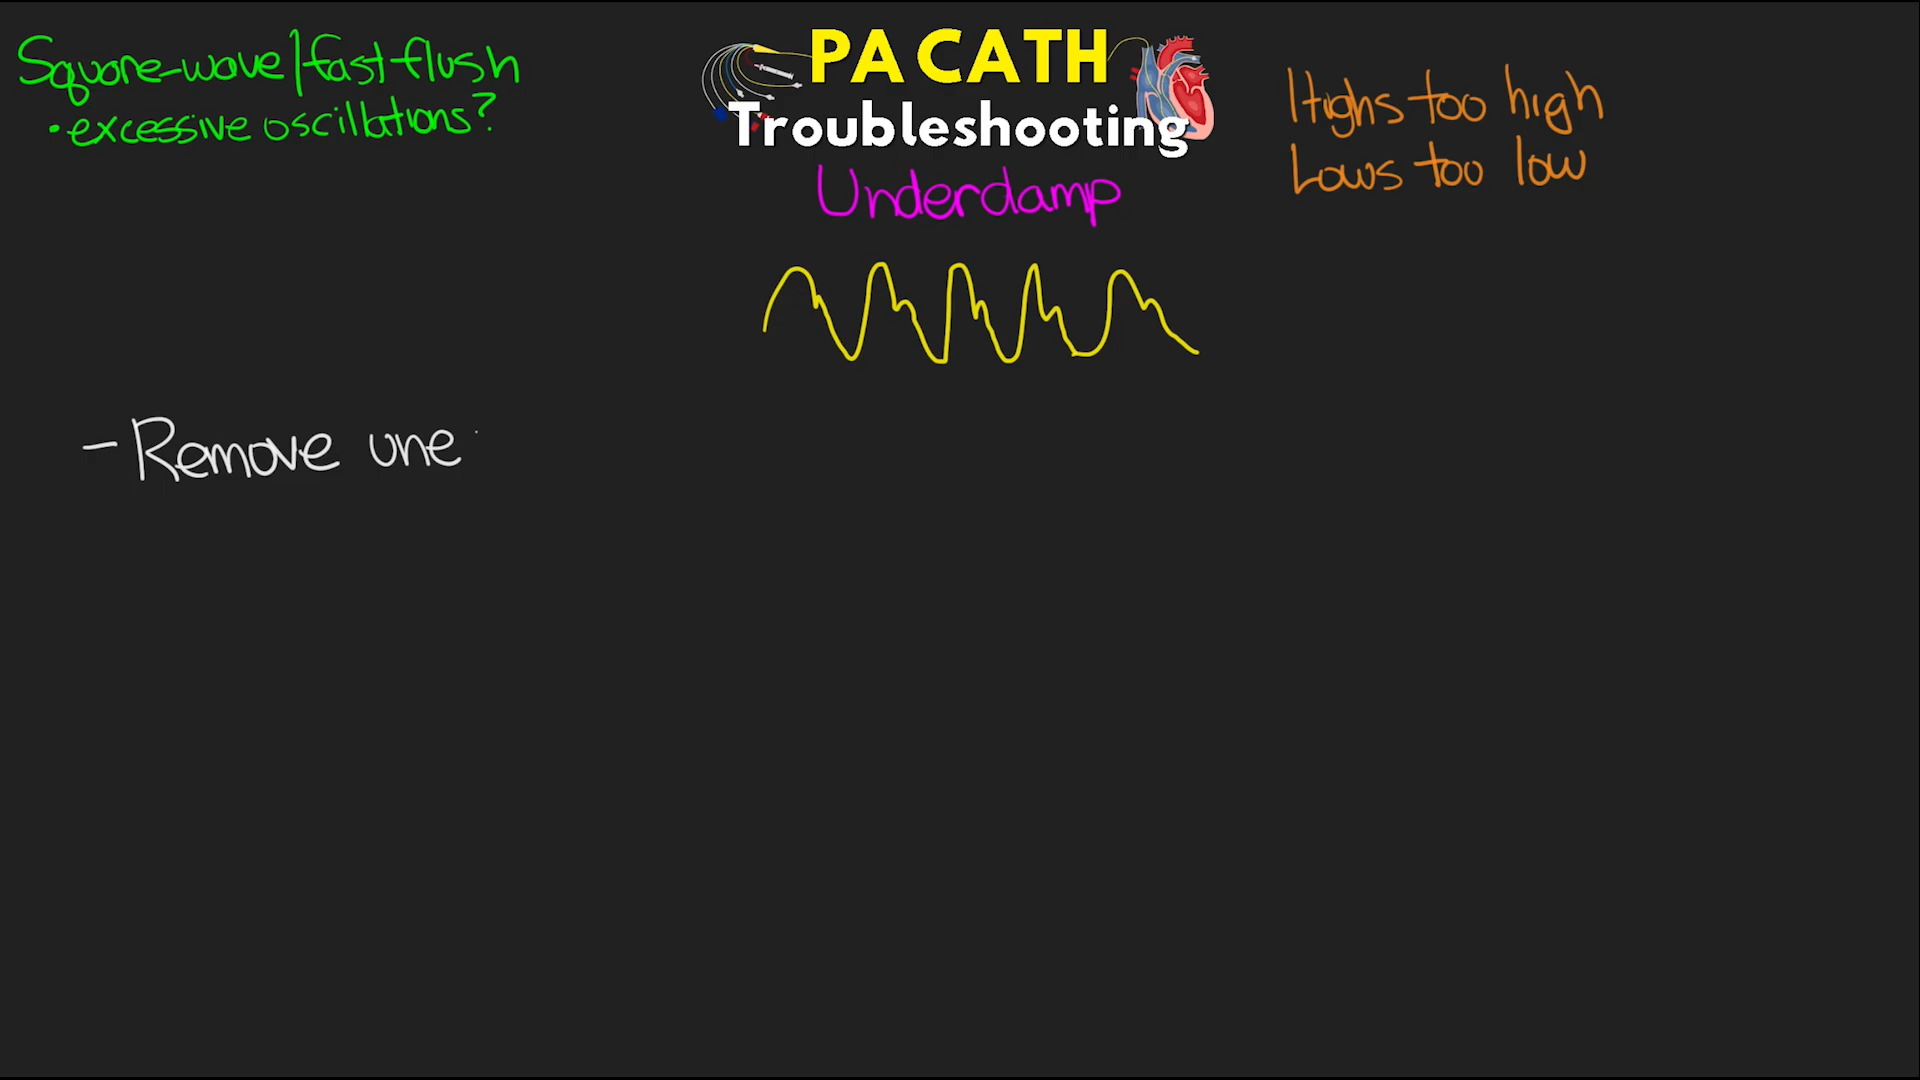 Square-wave/fast-flush
• excessive oscillations?
PA CATH
Troubleshooting
Underdamp
Highs too high
Lows too low
- Remove une